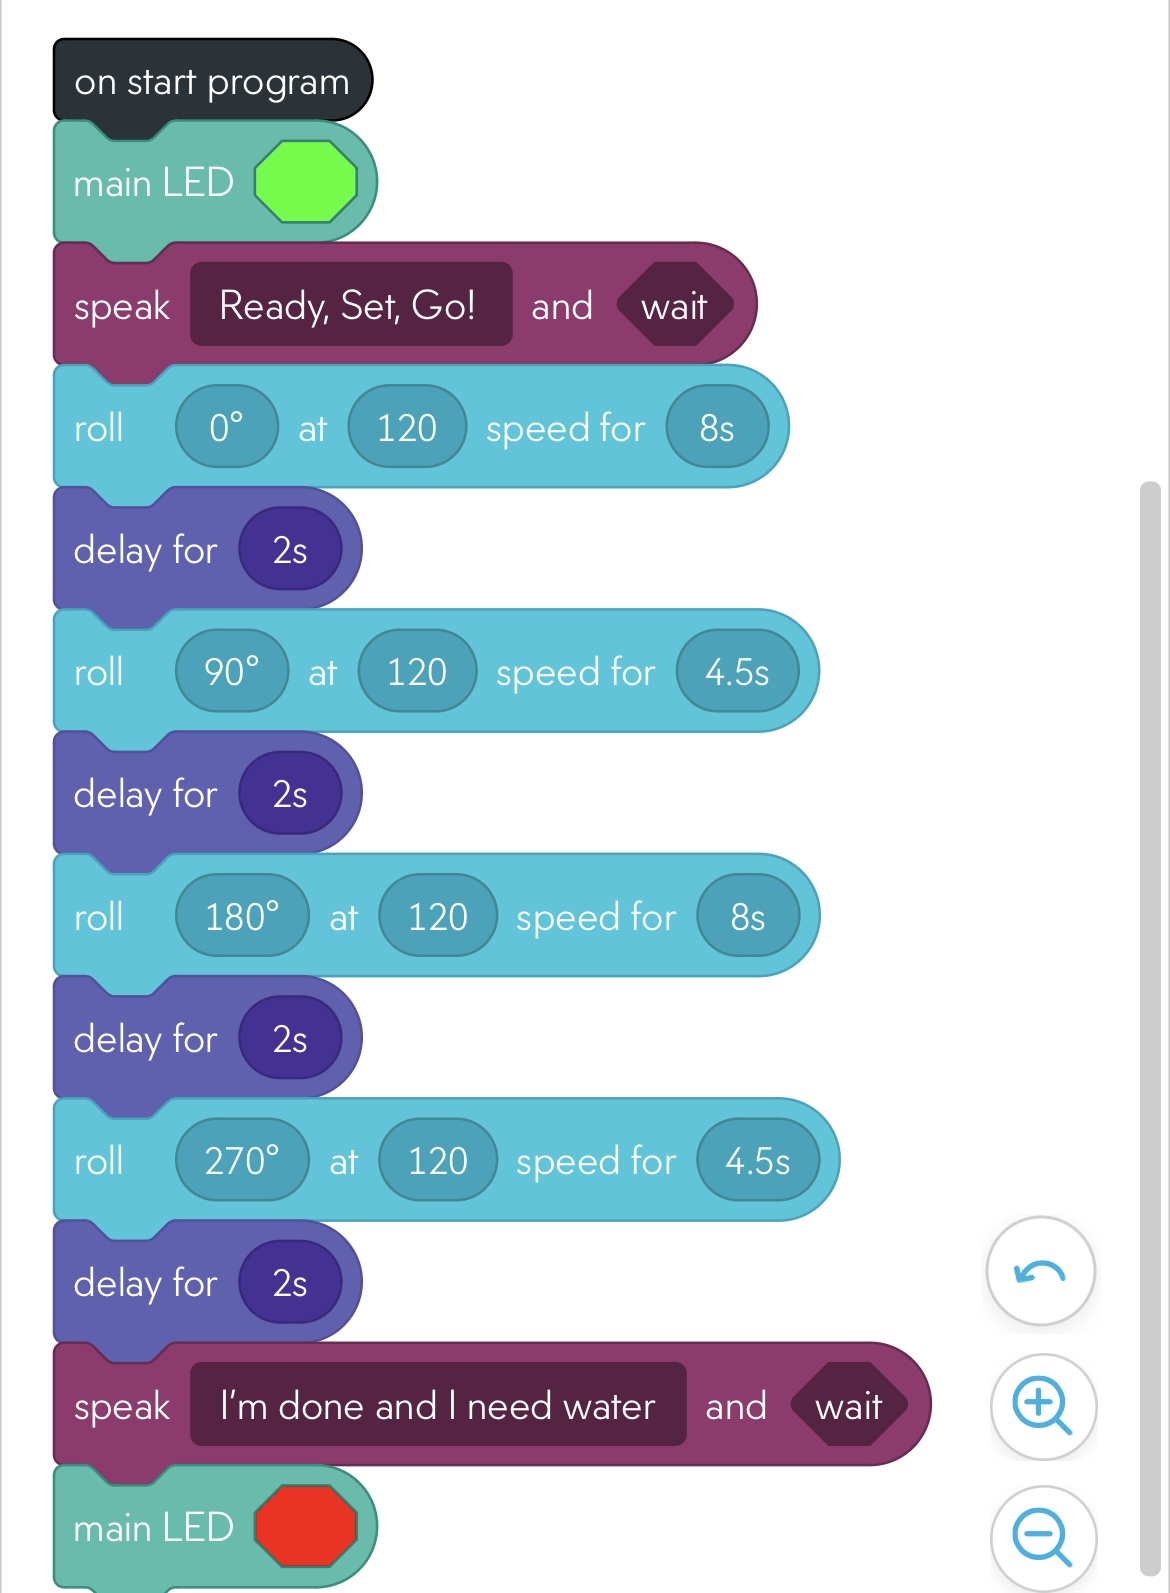 on start program
main LED
speak Ready, Set, Go! and wait
roll 0° at 120 speed for 8s
delay for 2s
roll 90° at 120 speed for 4.5s
delay for 2s
roll 180° at 120 speed for 8s
delay for 2s
roll 270° at 120 speed for 4.5s
delay for 2s
speak I'm done and I need water and wait
main LED